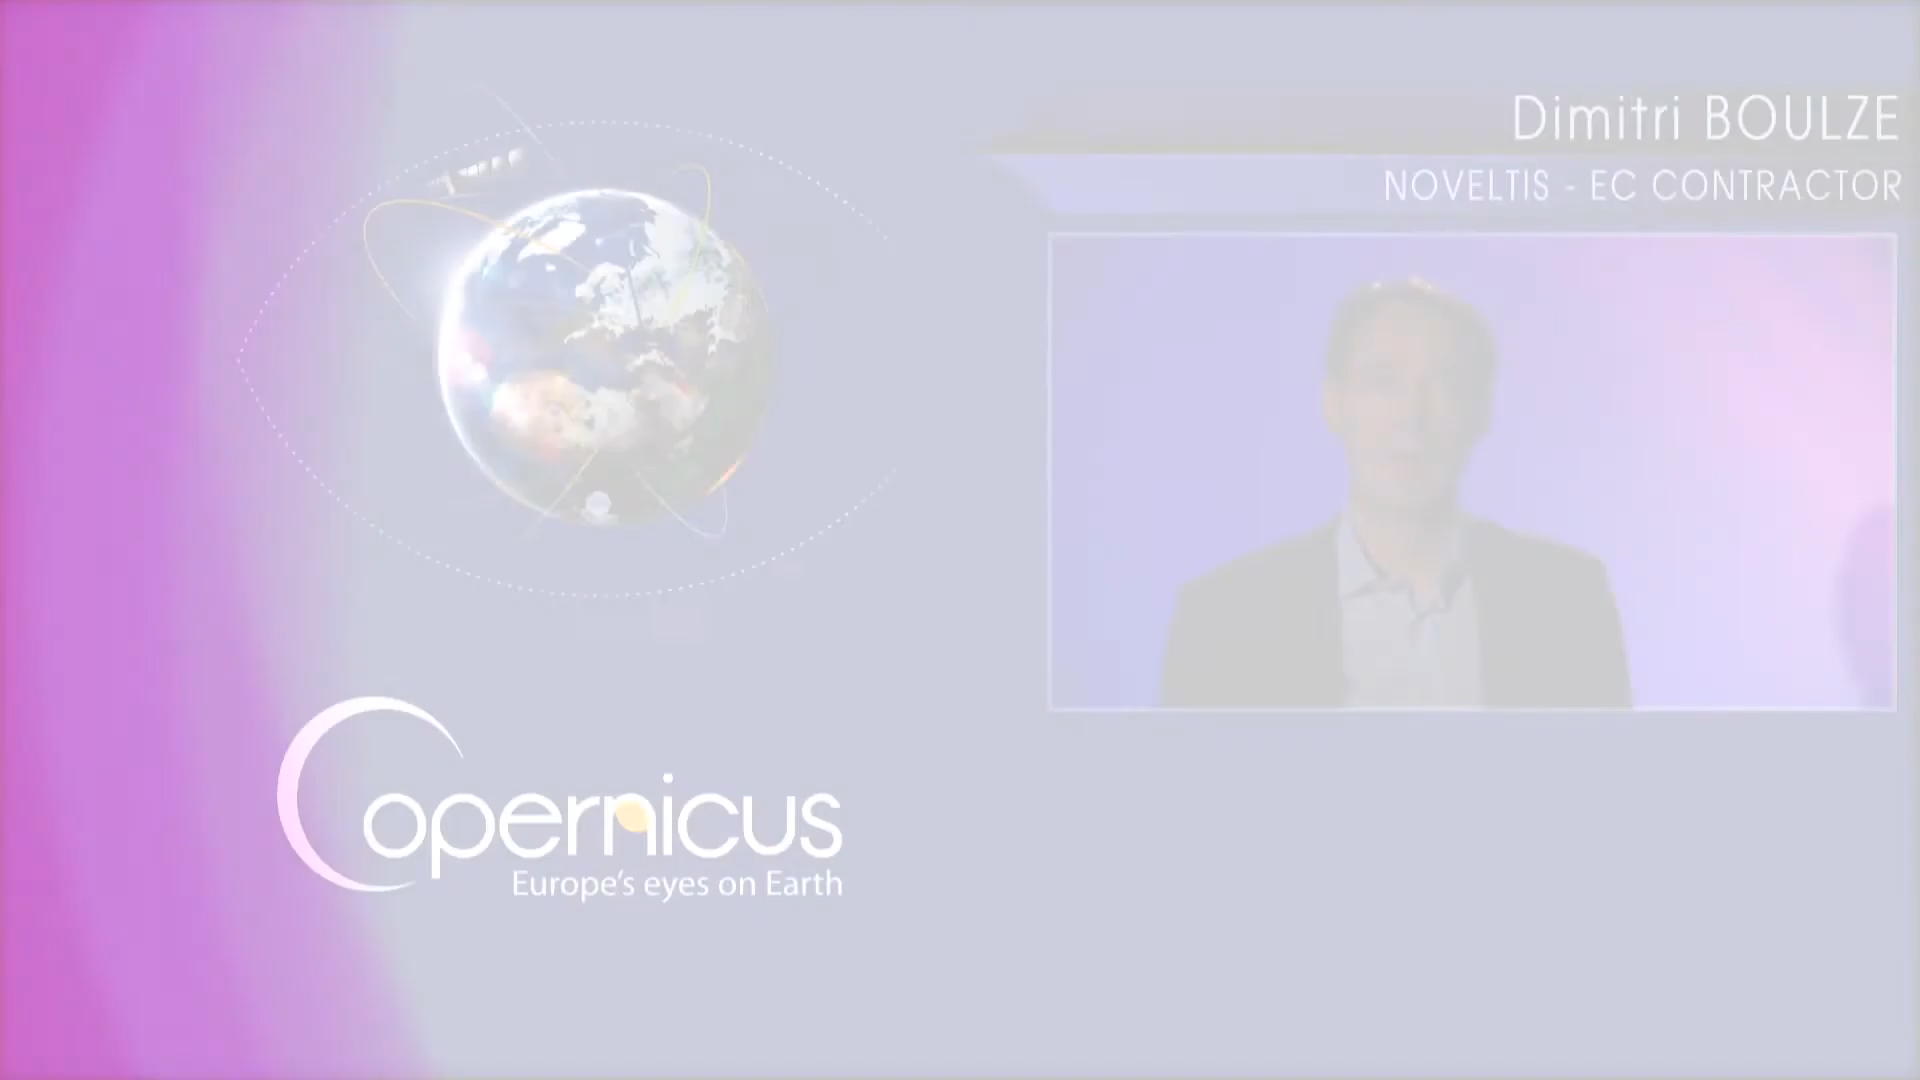 Dimitri BOULZE
NOVELTIS - EC CONTRACTOR
Copernicus
Europe's eyes on Earth